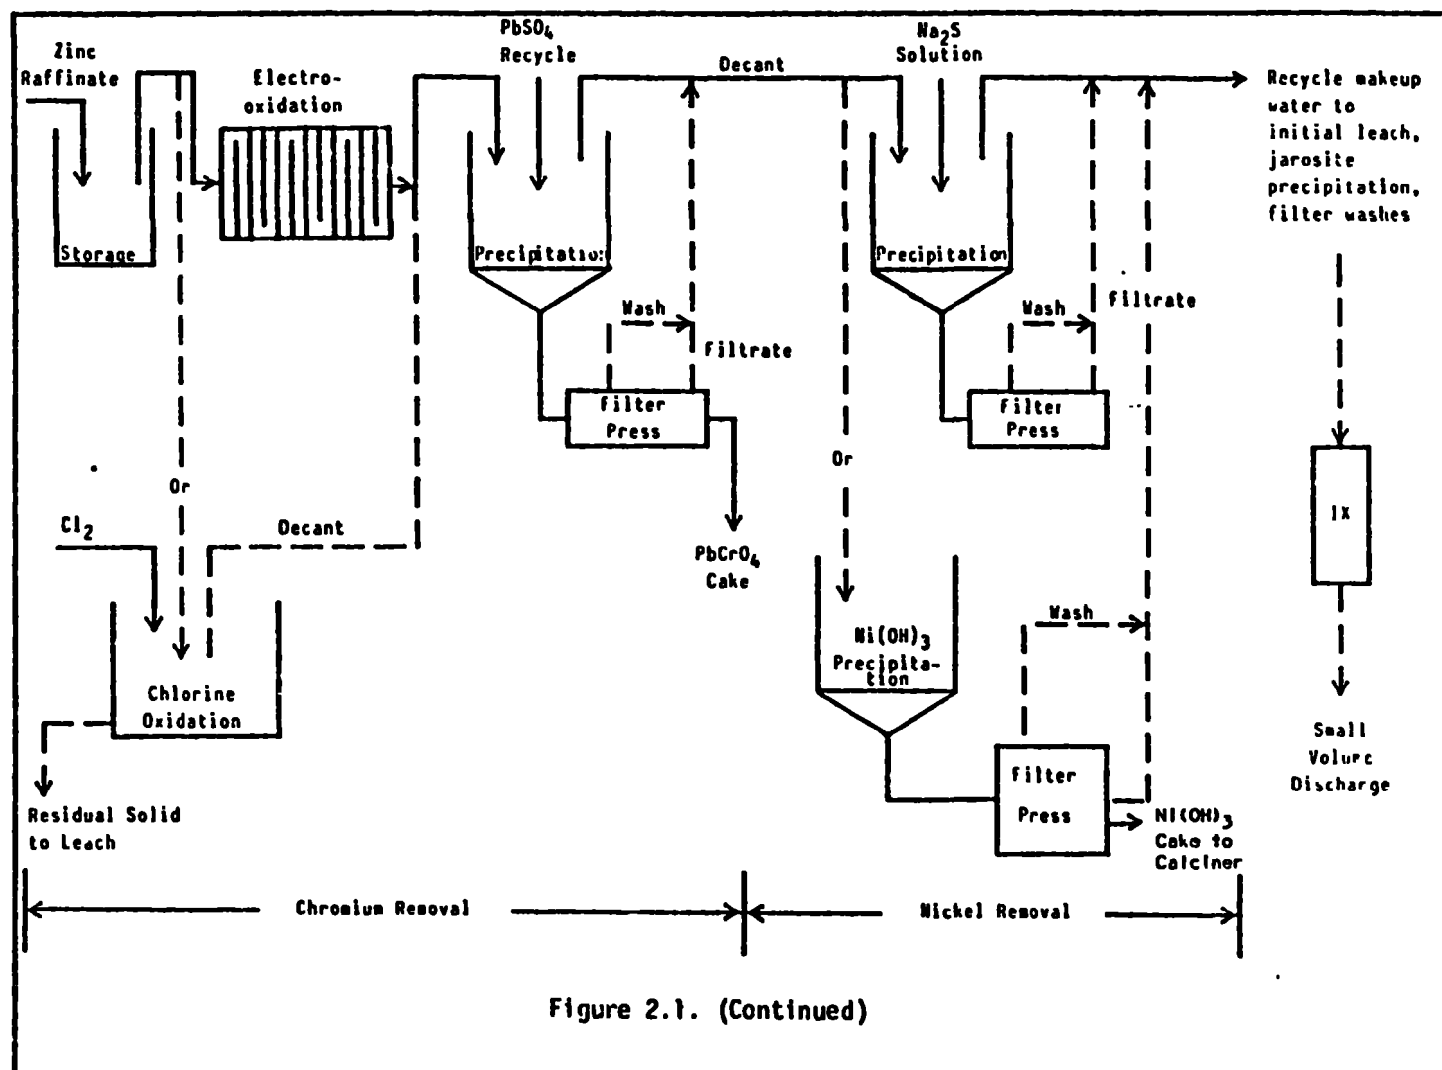 Zinc
Raffinate
Storage
Electro-
oxidation
PbSO4
Recycle
Precipitation
Decant
Na2S
Solution
Precipitation
Recycle makeup
water to
initial leach,
jarosite
precipitation,
filter washes
Wash
Filtrate
Filter
Press
Wash
Filtrate
Filter
Press
Or
Or
Cl2
Decant
PbCrO4
Cake
IX
Chlorine
Oxidation
Ni(OH)3
Precipita-
tion
Wash
Filter
Press
Small
Volume
Discharge
Residual Solid
to Leach
Ni(OH)3
Cake to
Calciner
Chromium Removal
Nickel Removal
Figure 2.1. (Continued)